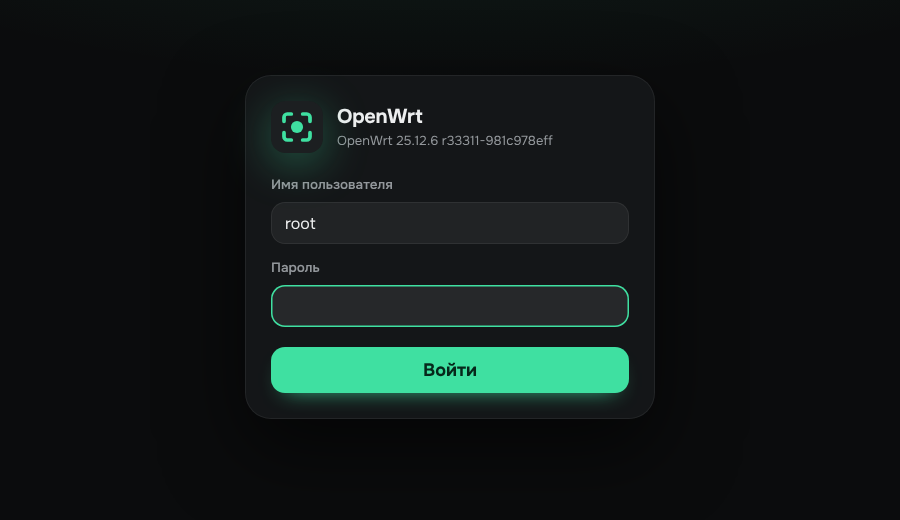 OpenWrt
OpenWrt 25.12.6 r33311-981c978eff
Имя пользователя
root
Пароль
Войти